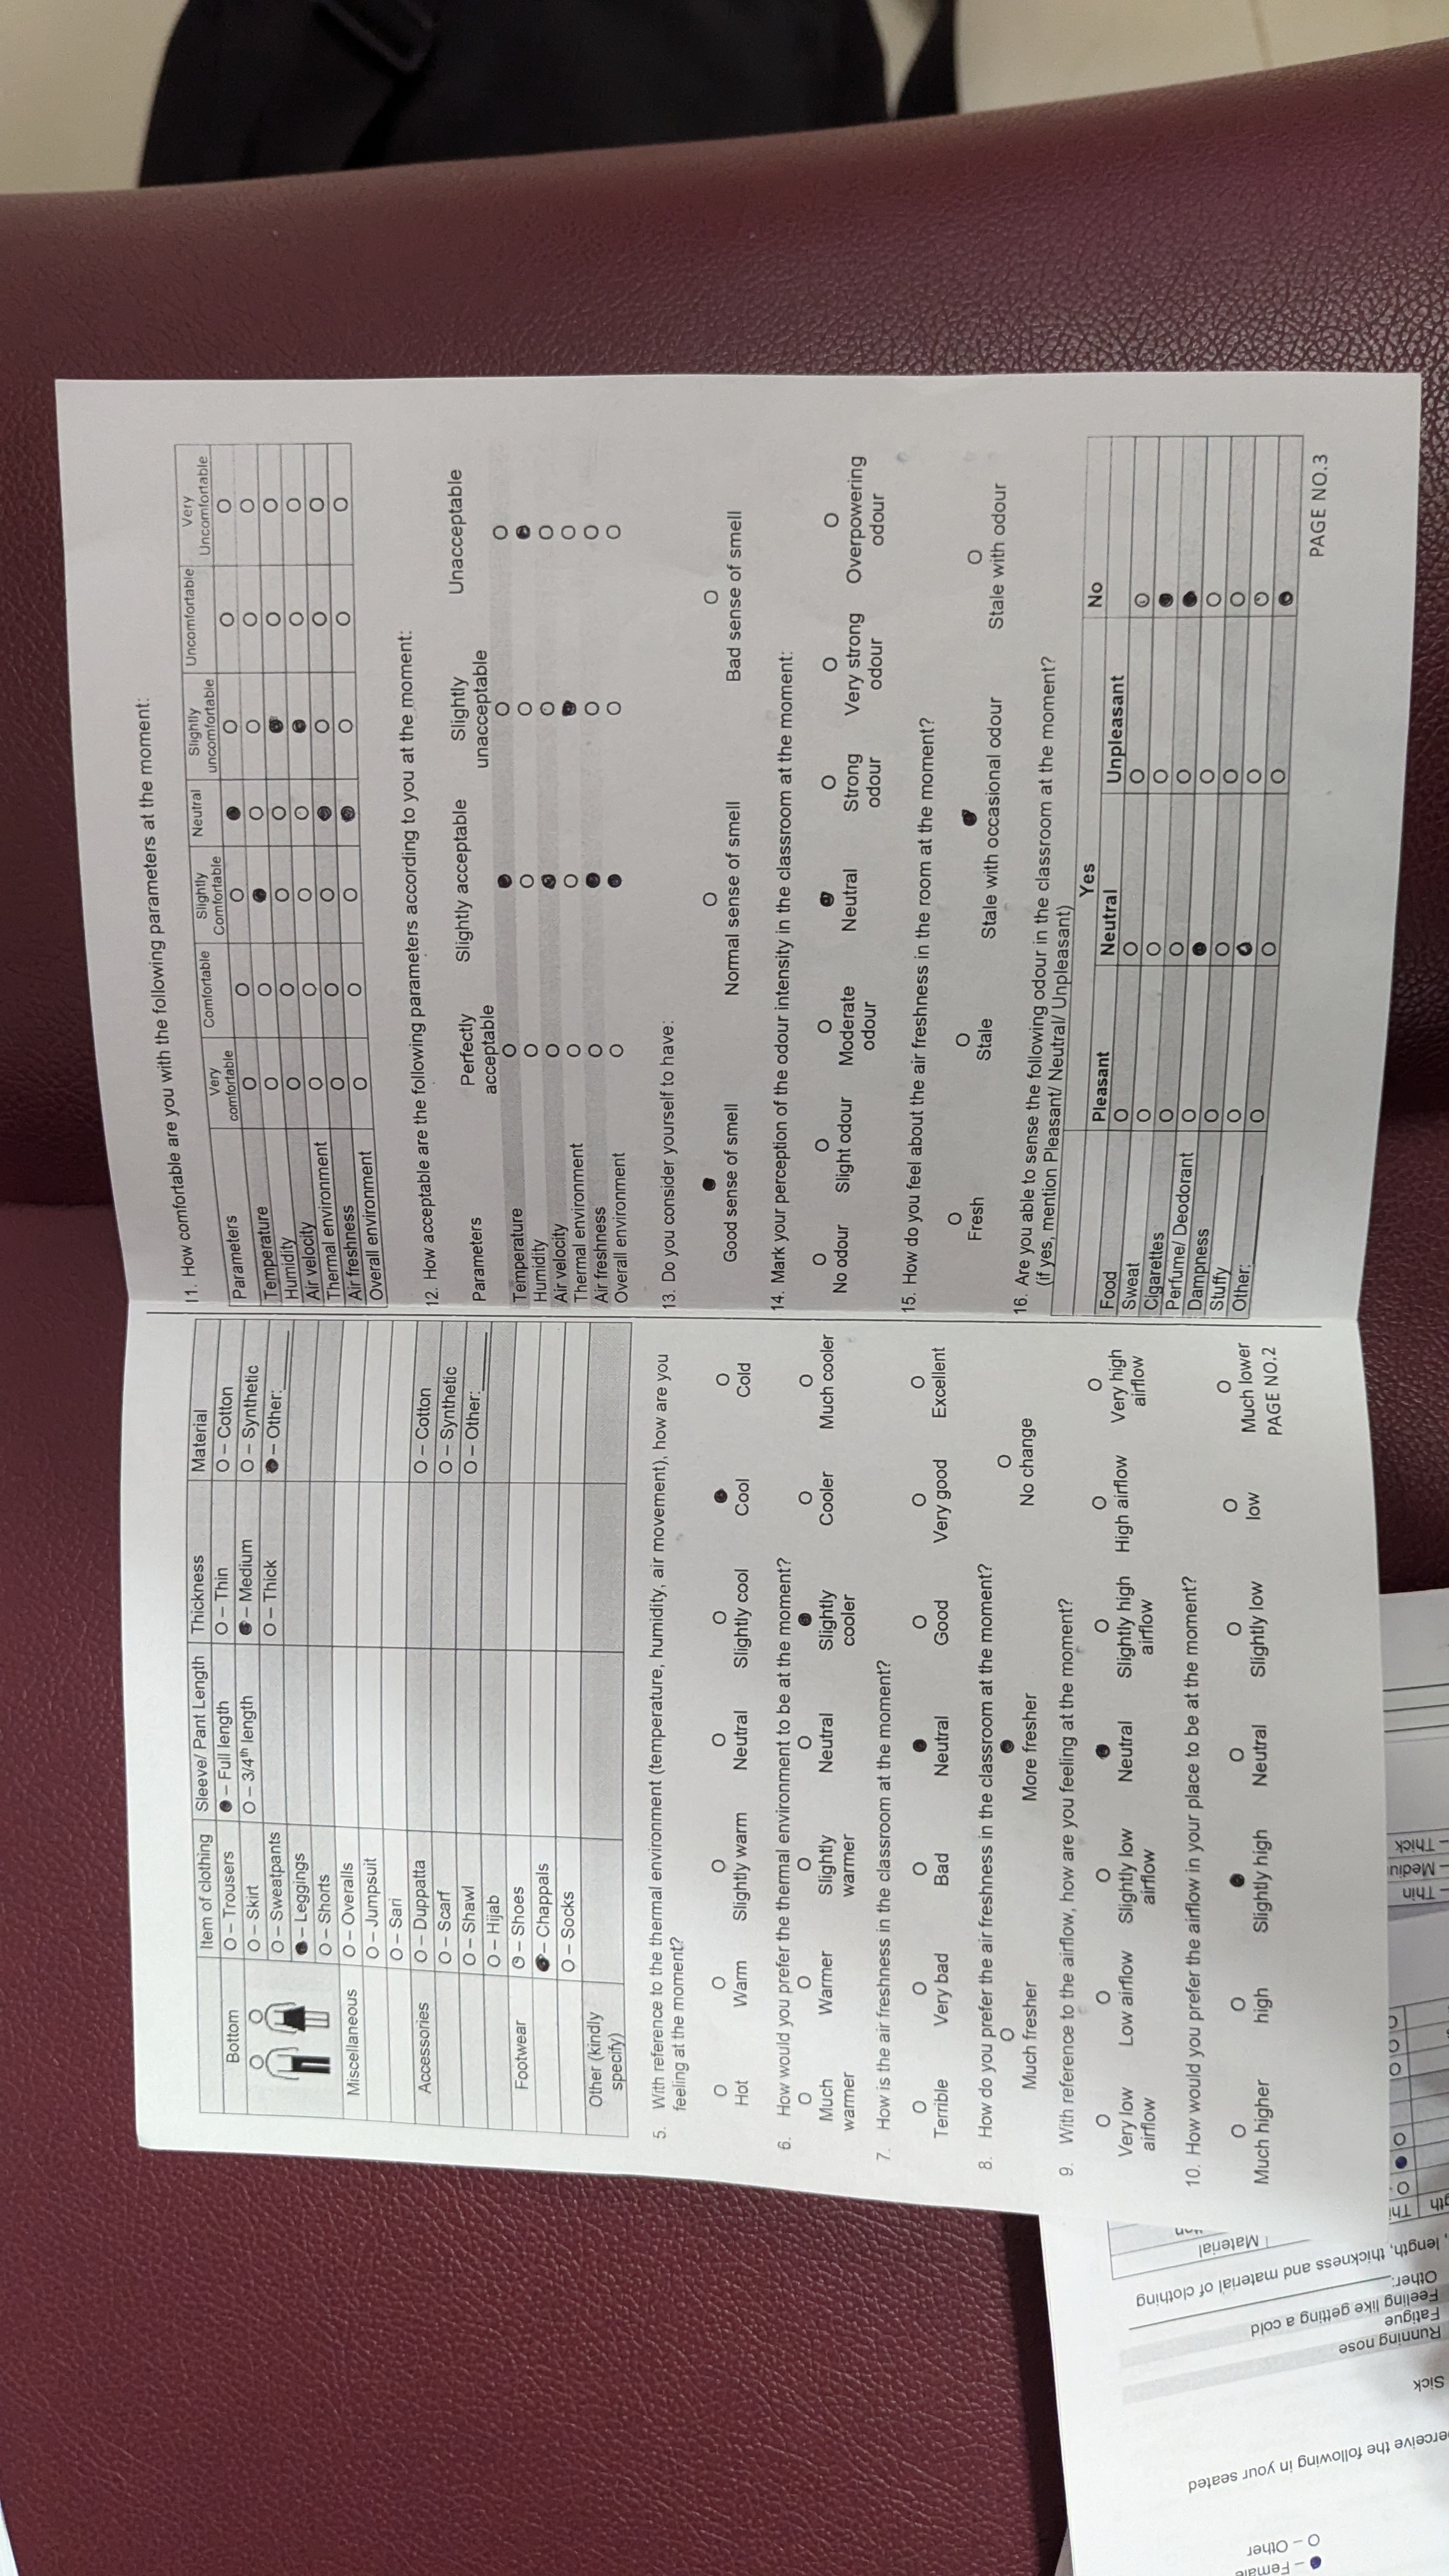 Item of clothing Sleeve/ Pant Length Thickness Material
Bottom O – Trousers ● – Full length O – Thin O – Cotton
O – Skirt O – 3/4th length ● – Medium O – Synthetic
O – Sweatpants O – Thick ● – Other:______
● – Leggings
O – Shorts
Miscellaneous O – Overalls
O – Jumpsuit
O – Sari
Accessories O – Duppatta O – Cotton
O – Scarf O – Synthetic
O – Shawl O – Other:______
O – Hijab
Footwear O – Shoes
● – Chappals
O – Socks
Other (kindly specify)
5. With reference to the thermal environment (temperature, humidity, air movement), how are you
feeling at the moment?
O O O O O ● O
Hot Warm Slightly warm Neutral Slightly cool Cool Cold
6. How would you prefer the thermal environment to be at the moment?
O O O O ● O O
Much warmer Warmer Slightly warmer Neutral Slightly cooler Cooler Much cooler
7. How is the air freshness in the classroom at the moment?
O O O ● O O O
Terrible Very bad Bad Neutral Good Very good Excellent
8. How do you prefer the air freshness in the classroom at the moment?
O ● O
Much fresher More fresher No change
9. With reference to the airflow, how are you feeling at the moment?
O O O ● O O O
Very low airflow Low airflow Slightly low airflow Neutral Slightly high airflow High airflow Very high airflow
10. How would you prefer the airflow in your place to be at the moment?
O O ● O O O O
Much higher high Slightly high Neutral Slightly low low Much lower
PAGE NO.2
11. How comfortable are you with the following parameters at the moment:
Parameters Very comfortable Comfortable Slightly Comfortable Neutral Slightly uncomfortable Uncomfortable Very Uncomfortable
O O O ● O O O
Temperature O O ● O O O O
Humidity O O O O ● O O
Air velocity O O O O ● O O
Thermal environment O O O ● O O O
Air freshness O O O ● O O O
Overall environment
12. How acceptable are the following parameters according to you at the moment:
Parameters Perfectly acceptable Slightly acceptable Slightly unacceptable Unacceptable
Temperature O ● O O
Humidity O O O ●
Air velocity O ● O O
Thermal environment O O ● O
Air freshness O ● O O
Overall environment O ● O O
13. Do you consider yourself to have:
● O O
Good sense of smell Normal sense of smell Bad sense of smell
14. Mark your perception of the odour intensity in the classroom at the moment:
O O O ● O O O
No odour Slight odour Moderate odour Neutral Strong odour Very strong odour Overpowering odour
15. How do you feel about the air freshness in the room at the moment?
O O ● O
Fresh Stale Stale with occasional odour Stale with odour
16. Are you able to sense the following odour in the classroom at the moment?
(if yes, mention Pleasant/ Neutral/ Unpleasant)
Yes No
Pleasant Neutral Unpleasant
Food O O O O
Sweat O O O ●
Cigarettes O O O ●
Perfume/ Deodorant O ● O O
Dampness O O O O
Stuffy O O O O
Other:______ O O O ●
PAGE NO.3
– Thin
– Mediu
– Thick
Material
, length, thickness and material of clothing
Other:
Feeling like getting a cold
Fatigue
Running nose
Sick
erceive the following in your seated
O – Other
● – Female